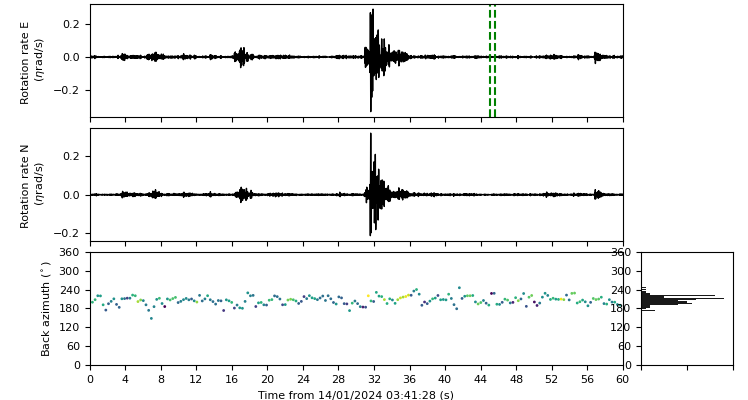 Rotation rate E
(ηrad/s)
0.2
0.0
−0.2
Rotation rate N
(ηrad/s)
0.2
0.0
−0.2
Back azimuth (°)
360
300
240
180
120
60
0
360
300
240
180
120
60
0
0 4 8 12 16 20 24 28 32 36 40 44 48 52 56 60
Time from 14/01/2024 03:41:28 (s)